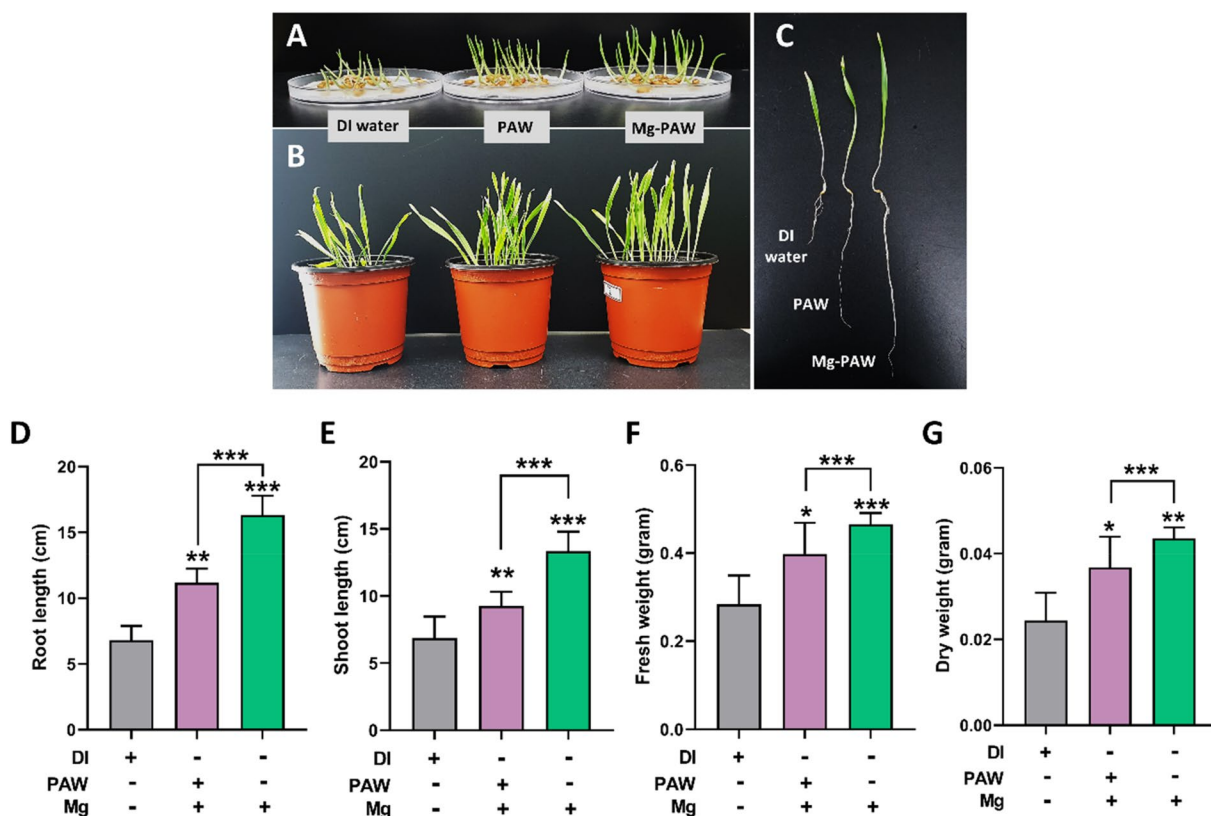 A
DI water
PAW
Mg-PAW
B
C
DI
water
PAW
Mg-PAW
D
Root length (cm)
20
15
10
5
0
***
***
**
DI + - -
PAW - +
Mg - + +
E
Shoot length (cm)
20
15
10
5
0
***
***
**
DI + - -
PAW - +
Mg - + +
F
Fresh weight (gram)
0.6
0.4
0.2
0.0
***
* ***
DI + - -
PAW - +
Mg - + +
G
Dry weight (gram)
0.06
0.04
0.02
0.00
***
* **
DI + - -
PAW - +
Mg - + +